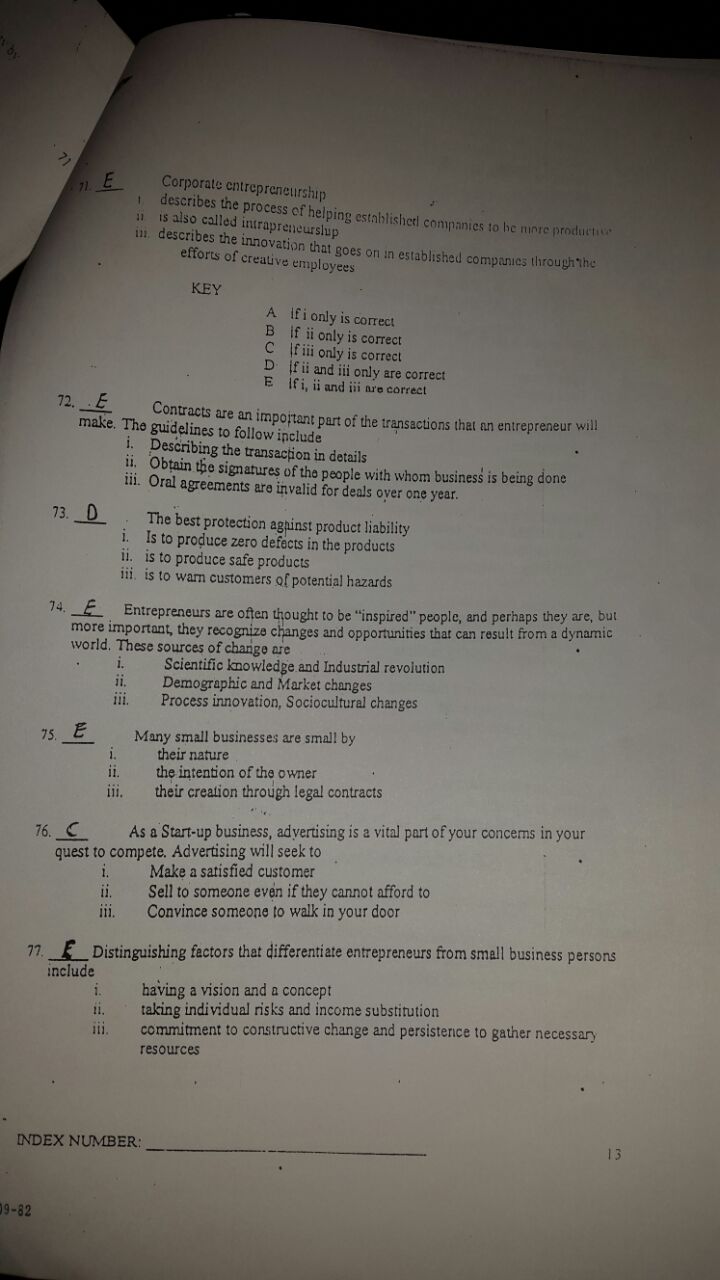 71. E Corporate entrepreneurship
i. describes the process of helping established companies to be more productive
ii. is also called intrapreneurship
iii. describes the innovation that goes on in established companies through the
efforts of creative employees
KEY
A If i only is correct
B If ii only is correct
C If iii only is correct
D If ii and iii only are correct
E If i, ii and iii are correct
72. E Contracts are an important part of the transactions that an entrepreneur will
make. The guidelines to follow include
i. Describing the transaction in details
ii. Obtain the signatures of the people with whom business is being done
iii. Oral agreements are invalid for deals over one year.
73. D The best protection against product liability
i. Is to produce zero defects in the products
ii. is to produce safe products
iii. is to warn customers of potential hazards
74. E Entrepreneurs are often thought to be “inspired” people, and perhaps they are, but
more important, they recognize changes and opportunities that can result from a dynamic
world. These sources of change are
i. Scientific knowledge and Industrial revolution
ii. Demographic and Market changes
iii. Process innovation, Sociocultural changes
75. E Many small businesses are small by
i. their nature
ii. the intention of the owner
iii. their creation through legal contracts
76. C As a Start-up business, advertising is a vital part of your concerns in your
quest to compete. Advertising will seek to
i. Make a satisfied customer
ii. Sell to someone even if they cannot afford to
iii. Convince someone to walk in your door
77. E Distinguishing factors that differentiate entrepreneurs from small business persons
include
i. having a vision and a concept
ii. taking individual risks and income substitution
iii. commitment to constructive change and persistence to gather necessary
resources
INDEX NUMBER:
13
09-82